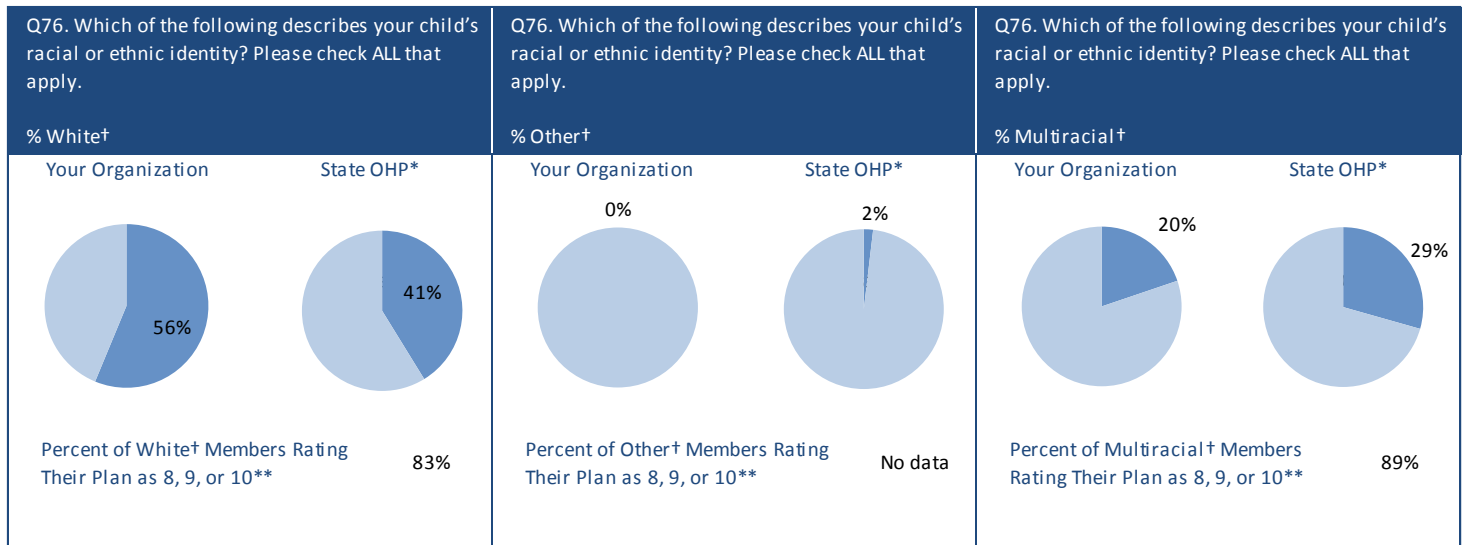 Q76. Which of the following describes your child's
racial or ethnic identity? Please check ALL that
apply.
% White†
Your Organization
State OHP*
56%
41%
Percent of White† Members Rating
Their Plan as 8, 9, or 10**
83%
Q76. Which of the following describes your child's
racial or ethnic identity? Please check ALL that
apply.
% Other†
Your Organization
State OHP*
0%
2%
Percent of Other† Members Rating
Their Plan as 8, 9, or 10**
No data
Q76. Which of the following describes your child's
racial or ethnic identity? Please check ALL that
apply.
% Multiracial†
Your Organization
State OHP*
20%
29%
Percent of Multiracial† Members
Rating Their Plan as 8, 9, or 10**
89%